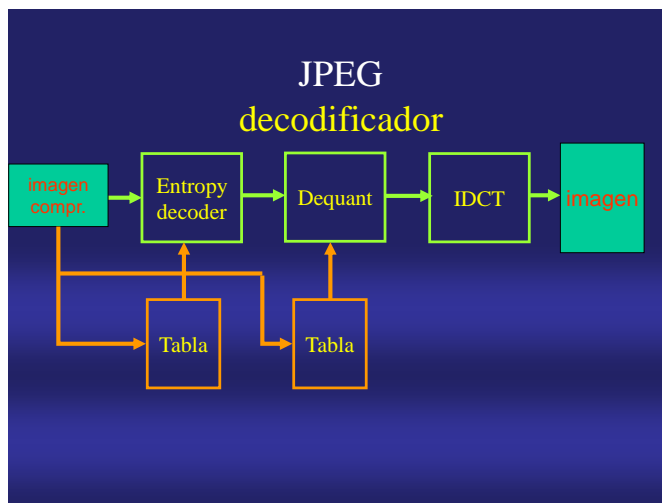 JPEG
decodificador
imagen
compr.
Entropy
decoder
Dequant
IDCT
imagen
Tabla
Tabla